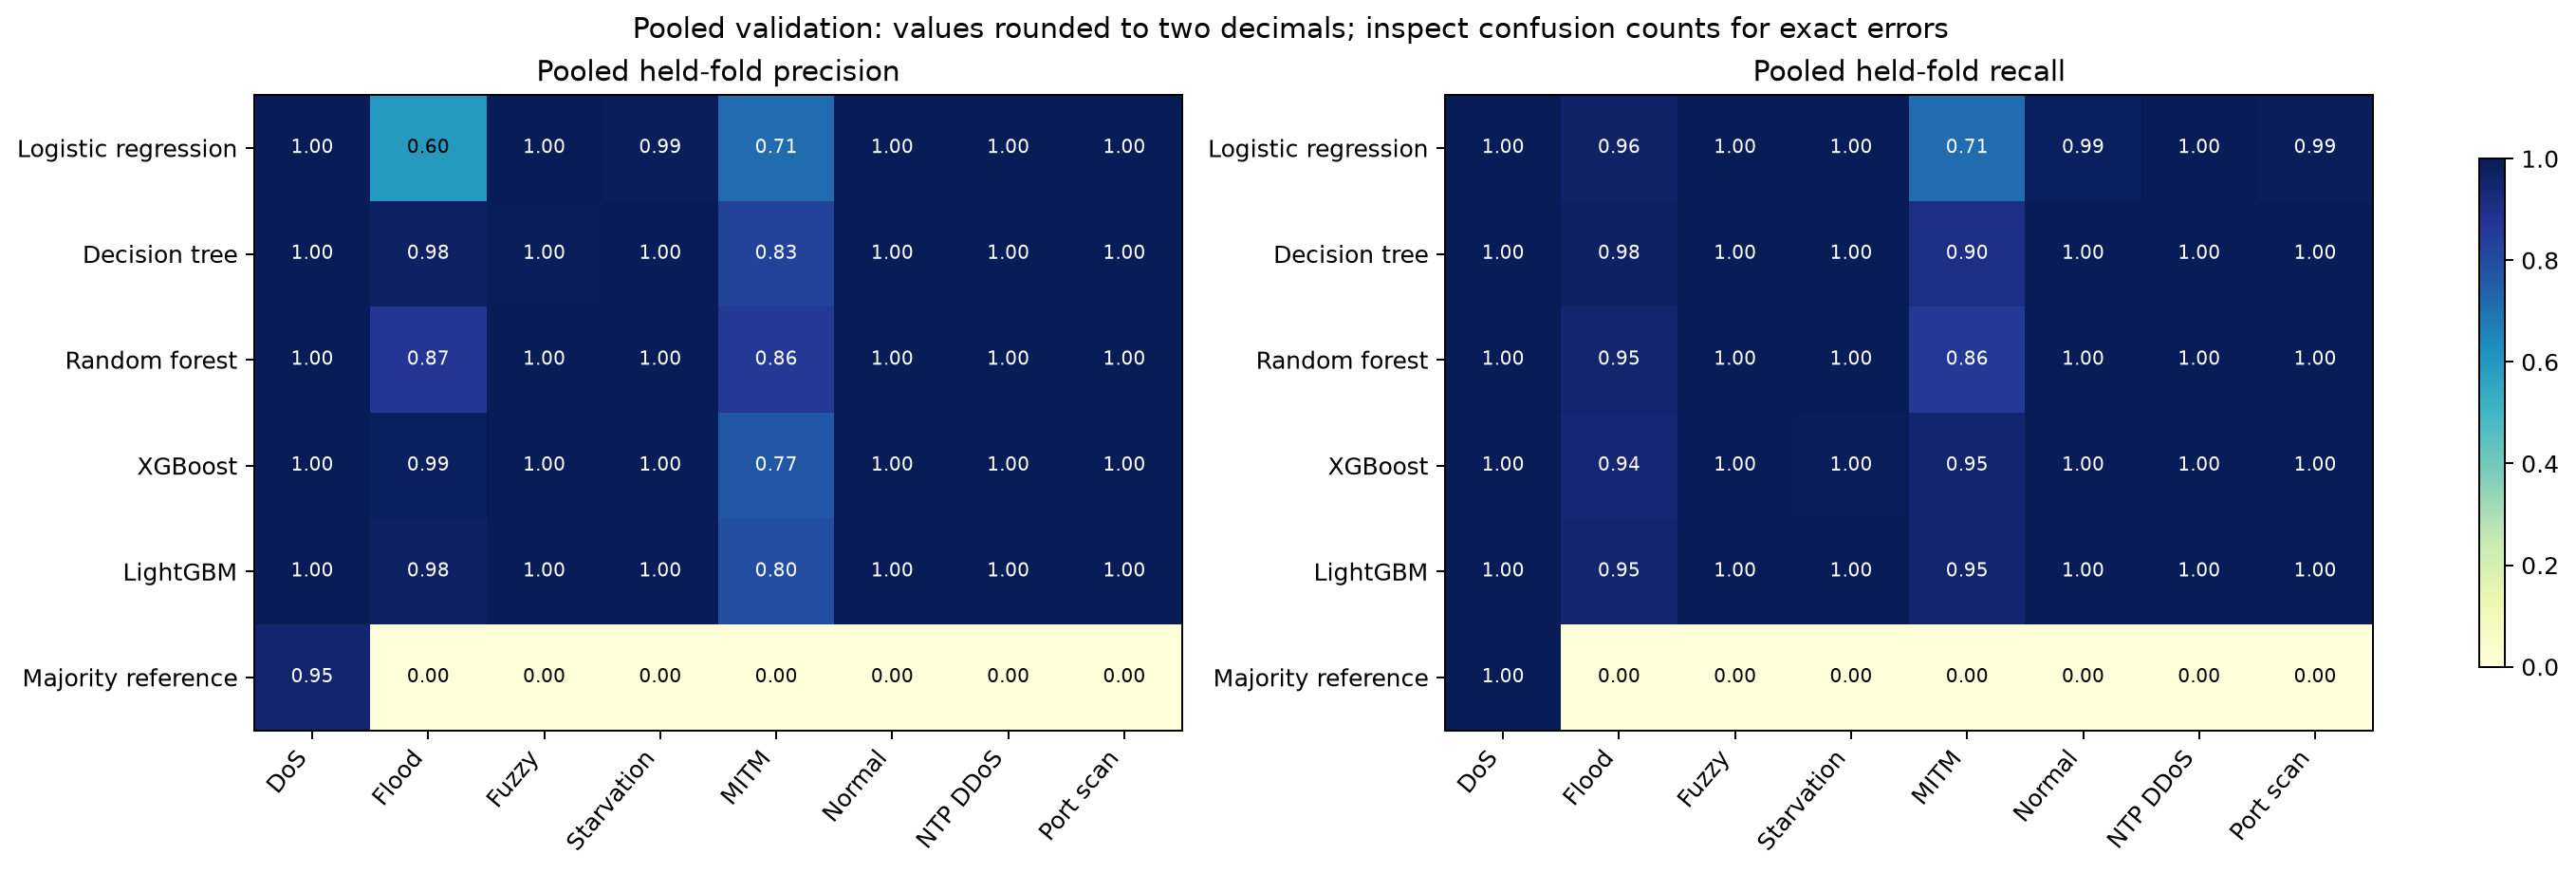 Pooled validation: values rounded to two decimals; inspect confusion counts for exact errors
Pooled held-fold precision
Logistic regression 1.00 0.60 1.00 0.99 0.71 1.00 1.00 1.00
Decision tree 1.00 0.98 1.00 1.00 0.83 1.00 1.00 1.00
Random forest 1.00 0.87 1.00 1.00 0.86 1.00 1.00 1.00
XGBoost 1.00 0.99 1.00 1.00 0.77 1.00 1.00 1.00
LightGBM 1.00 0.98 1.00 1.00 0.80 1.00 1.00 1.00
Majority reference 0.95 0.00 0.00 0.00 0.00 0.00 0.00 0.00
DoS Flood Fuzzy Starvation MITM Normal NTP DDoS Port scan
Pooled held-fold recall
Logistic regression 1.00 0.96 1.00 1.00 0.71 0.99 1.00 0.99
Decision tree 1.00 0.98 1.00 1.00 0.90 1.00 1.00 1.00
Random forest 1.00 0.95 1.00 1.00 0.86 1.00 1.00 1.00
XGBoost 1.00 0.94 1.00 1.00 0.95 1.00 1.00 1.00
LightGBM 1.00 0.95 1.00 1.00 0.95 1.00 1.00 1.00
Majority reference 1.00 0.00 0.00 0.00 0.00 0.00 0.00 0.00
DoS Flood Fuzzy Starvation MITM Normal NTP DDoS Port scan
1.0
0.8
0.6
0.4
0.2
0.0